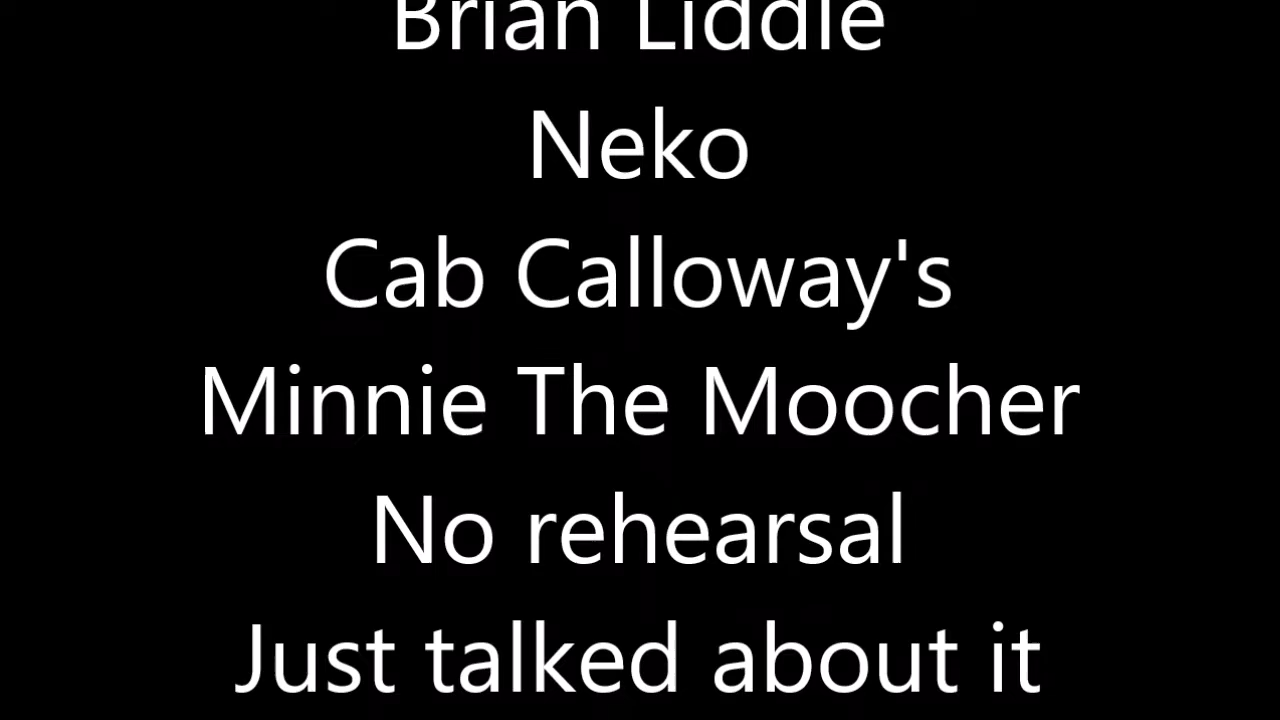 Brian Liddle
Neko
Cab Calloway's
Minnie The Moocher
No rehearsal
Just talked about it